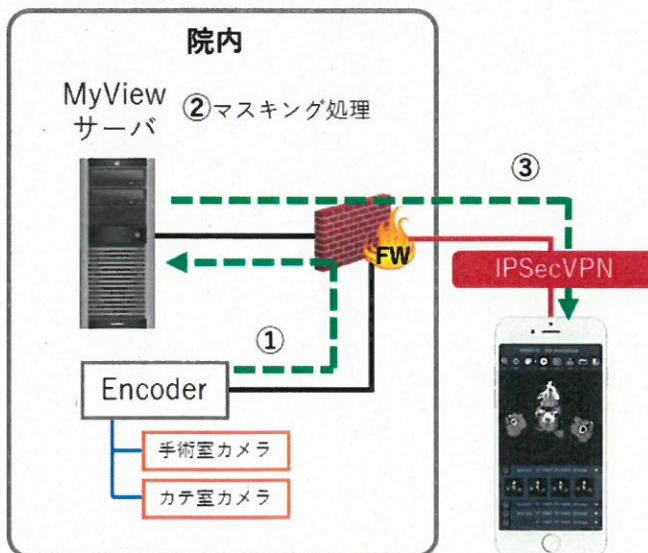 院内
MyView
サーバ
②マスキング処理
③
FW
IPSecVPN
①
Encoder
手術室カメラ
カテ室カメラ